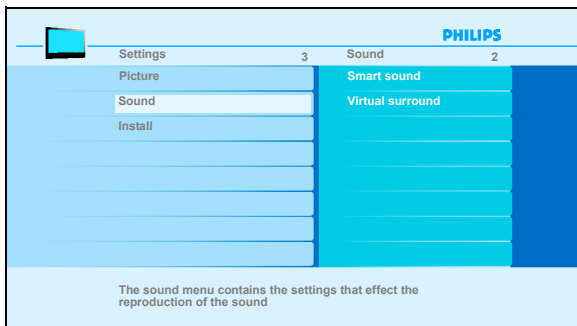 PHILIPS
Settings 3 Sound 2
Picture Smart sound
Sound Virtual surround
Install
The sound menu contains the settings that effect the
reproduction of the sound